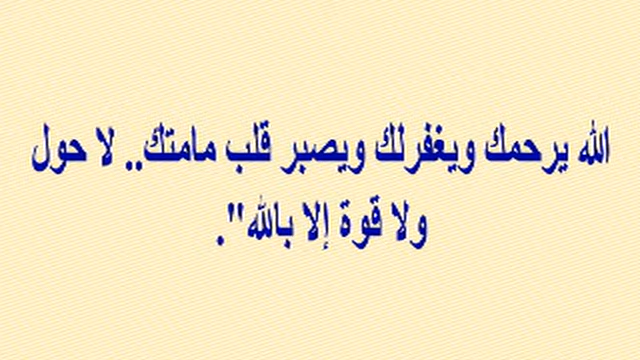 الله يرحمك ويغفرلك ويصبر قلب مامتك.. لا حول
ولا قوة إلا بالله".